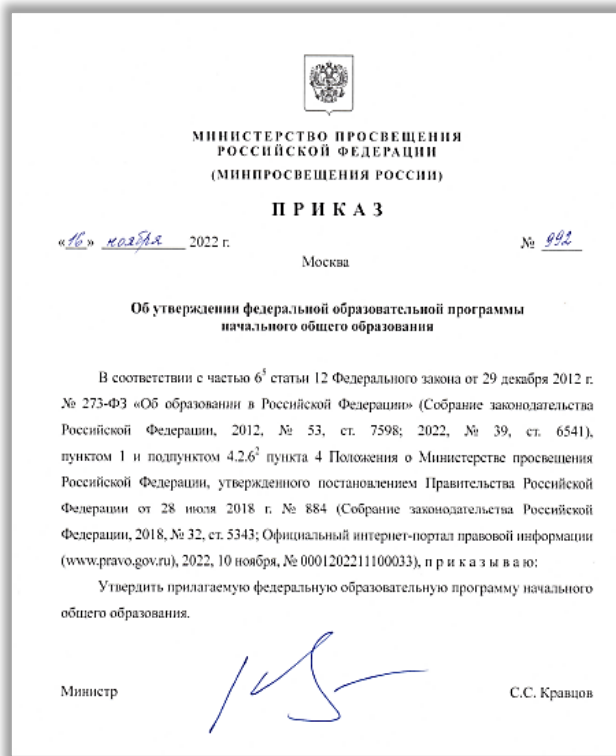 МИНИСТЕРСТВО ПРОСВЕЩЕНИЯ
РОССИЙСКОЙ ФЕДЕРАЦИИ
(МИНПРОСВЕЩЕНИЯ РОССИИ)
ПРИКАЗ
«16» ноября 2022 г. № 992
Москва
Об утверждении федеральной образовательной программы
начального общего образования
В соответствии с частью 6⁵ статьи 12 Федерального закона от 29 декабря 2012 г.
№ 273-ФЗ «Об образовании в Российской Федерации» (Собрание законодательства
Российской Федерации, 2012, № 53, ст. 7598; 2022, № 39, ст. 6541),
пунктом 1 и подпунктом 4.2.6² пункта 4 Положения о Министерстве просвещения
Российской Федерации, утвержденного постановлением Правительства Российской
Федерации от 28 июля 2018 г. № 884 (Собрание законодательства Российской
Федерации, 2018, № 32, ст. 5343; Официальный интернет-портал правовой информации
(www.pravo.gov.ru), 2022, 10 ноября, № 0001202211100033), п р и к а з ы в а ю:
Утвердить прилагаемую федеральную образовательную программу начального
общего образования.
Министр С.С. Кравцов